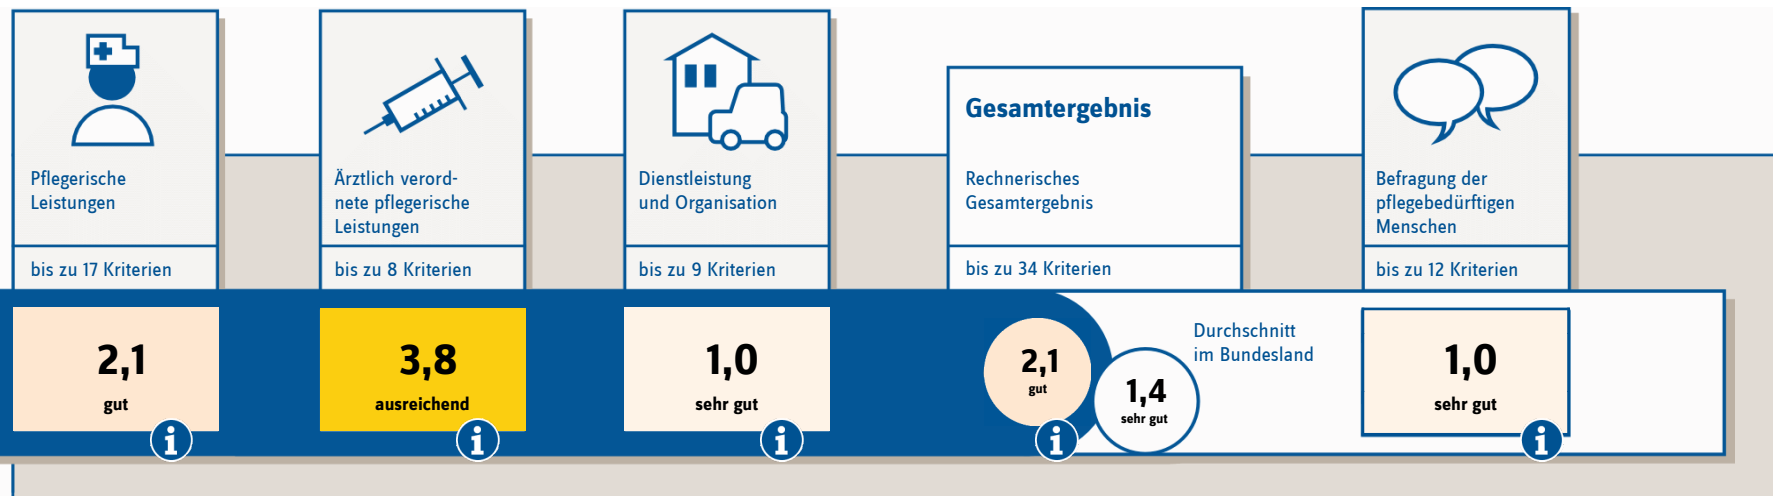 Pflegerische
Leistungen
bis zu 17 Kriterien
2,1
gut
i
Ärztlich verord-
nete pflegerische
Leistungen
bis zu 8 Kriterien
3,8
ausreichend
i
Dienstleistung
und Organisation
bis zu 9 Kriterien
1,0
sehr gut
i
Gesamtergebnis
Rechnerisches
Gesamtergebnis
bis zu 34 Kriterien
2,1
gut
i
1,4
sehr gut
Durchschnitt
im Bundesland
Befragung der
pflegebedürftigen
Menschen
bis zu 12 Kriterien
1,0
sehr gut
i